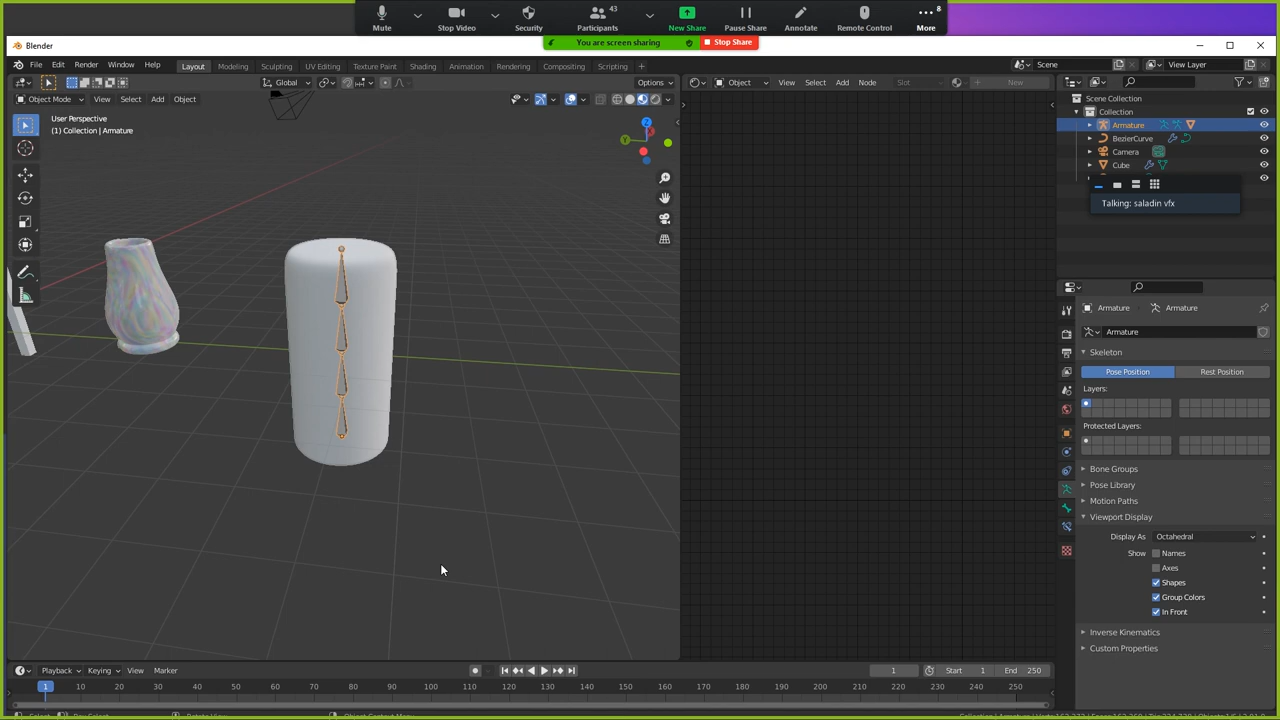 Mute
Stop Video
Security
43
Participants
New Share
Pause Share
Annotate
Remote Control
8
More
You are screen sharing
Stop Share
Blender
File Edit Render Window Help
Layout Modeling Sculpting UV Editing Texture Paint Shading Animation Rendering Compositing Scripting +
Scene
View Layer
Global
Options
Object
View Select Add Node
Slot
New
Object Mode
View Select Add Object
User Perspective
(1) Collection | Armature
Z
Y
Scene Collection
Collection
Armature
BezierCurve
Camera
Cube
Talking: saladin vfx
Armature
Armature
Armature
Skeleton
Pose Position
Rest Position
Layers:
Protected Layers:
Bone Groups
Pose Library
Motion Paths
Viewport Display
Display As
Octahedral
Show
Names
Axes
Shapes
Group Colors
In Front
Inverse Kinematics
Custom Properties
Playback
Keying
View
Marker
1
Start 1
End 250
1 10 20 30 40 50 60 70 80 90 100 110 120 130 140 150 160 170 180 190 200 210 220 230 240 250